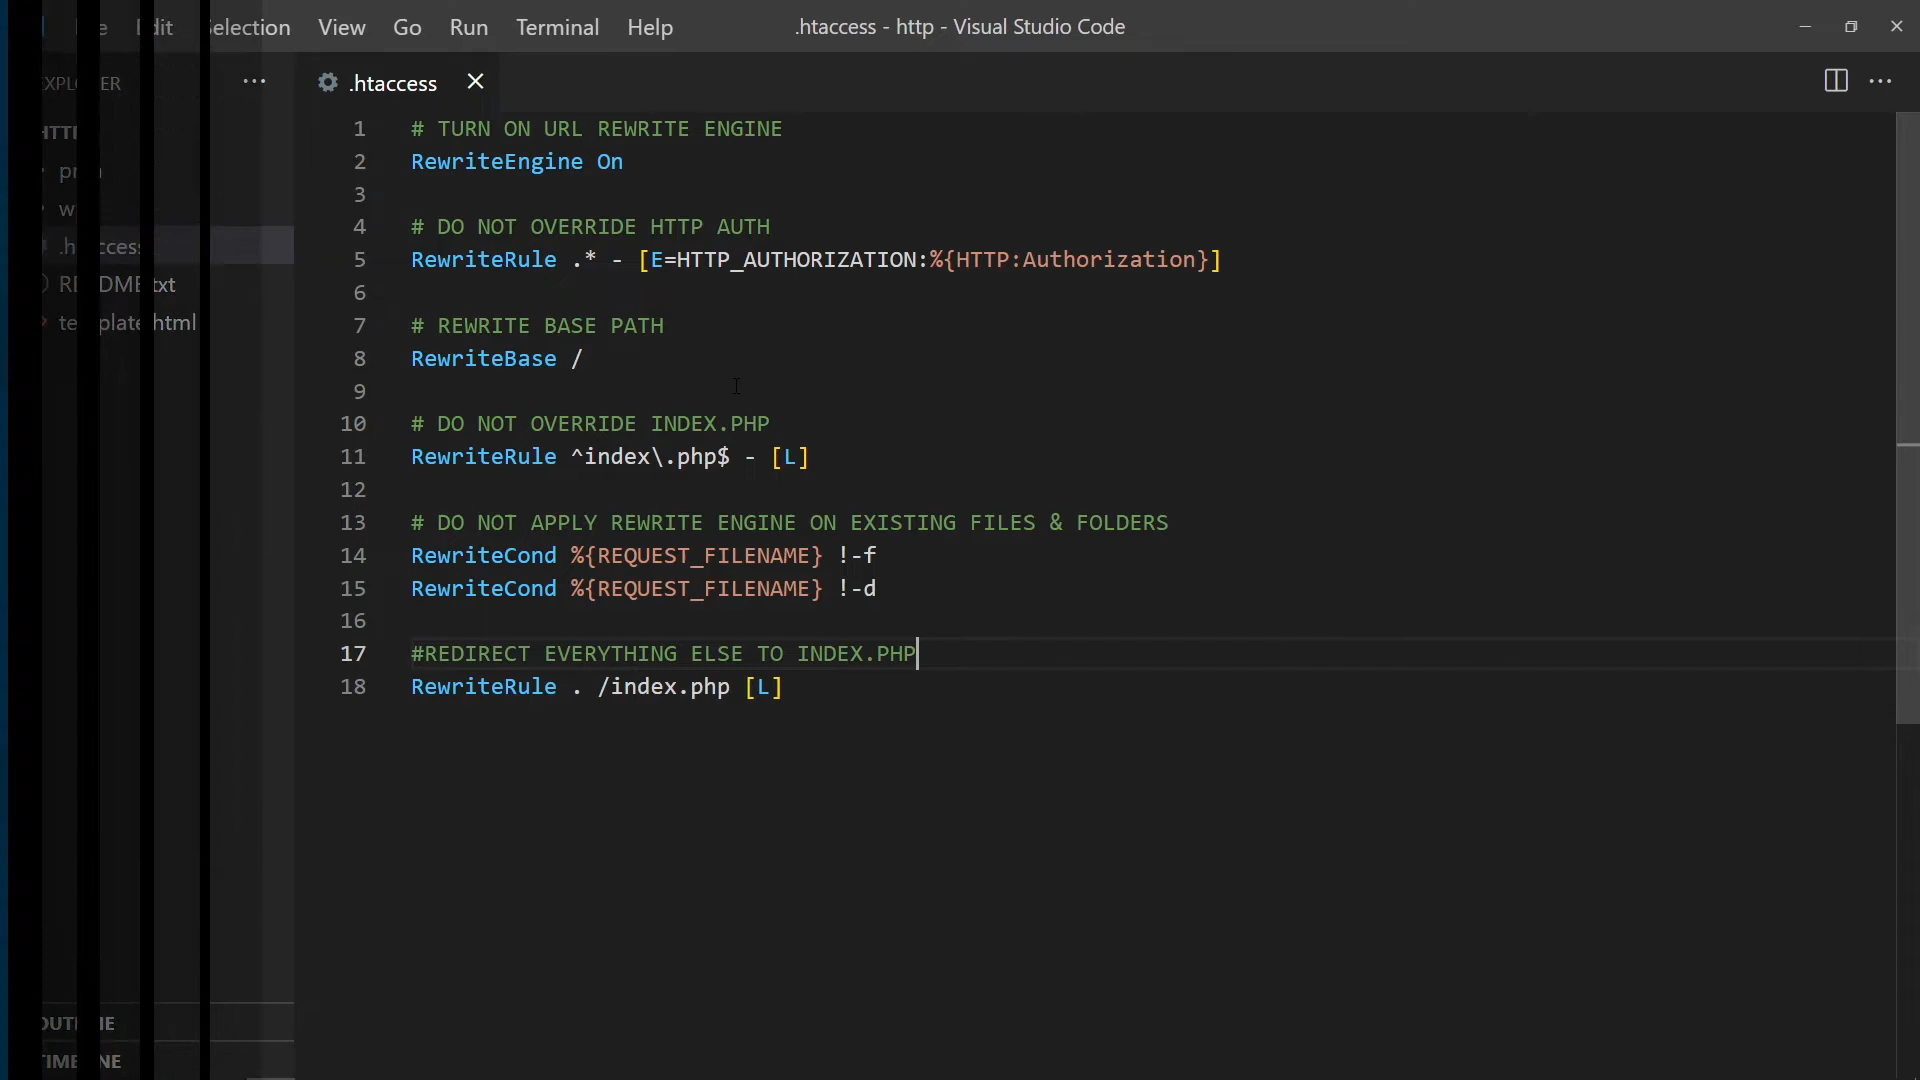 Selection View Go Run Terminal Help .htaccess - http - Visual Studio Code
.htaccess
1 # TURN ON URL REWRITE ENGINE
2 RewriteEngine On
3
4 # DO NOT OVERRIDE HTTP AUTH
5 RewriteRule .* - [E=HTTP_AUTHORIZATION:%{HTTP:Authorization}]
6
7 # REWRITE BASE PATH
8 RewriteBase /
9
10 # DO NOT OVERRIDE INDEX.PHP
11 RewriteRule ^index\.php$ - [L]
12
13 # DO NOT APPLY REWRITE ENGINE ON EXISTING FILES & FOLDERS
14 RewriteCond %{REQUEST_FILENAME} !-f
15 RewriteCond %{REQUEST_FILENAME} !-d
16
17 #REDIRECT EVERYTHING ELSE TO INDEX.PHP
18 RewriteRule . /index.php [L]